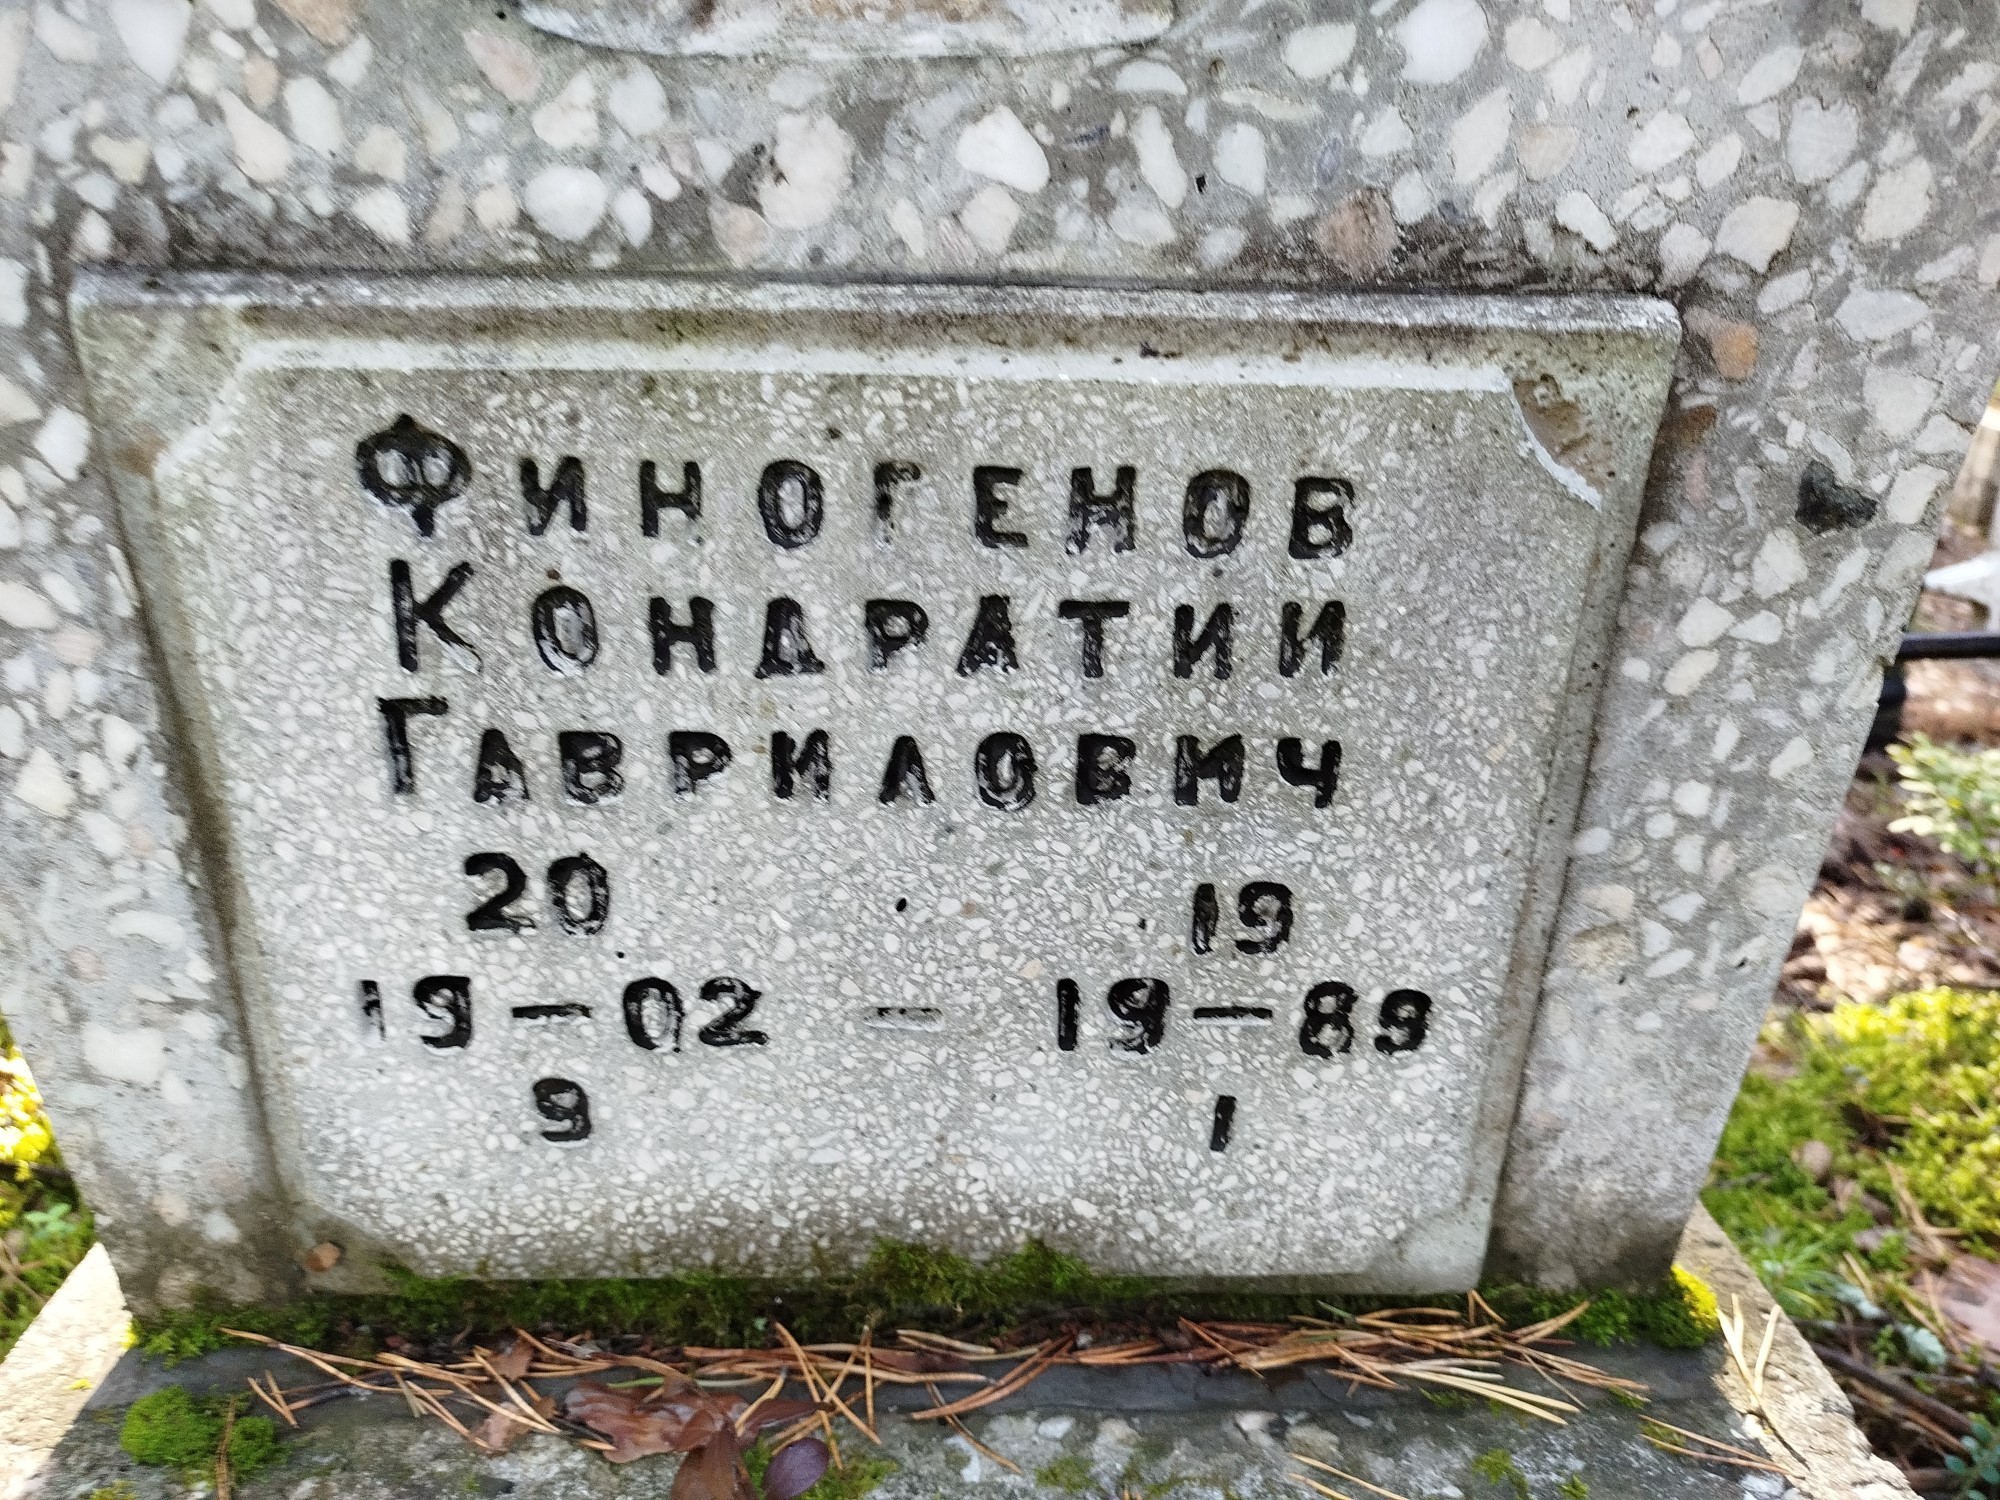 ФИНОГЕНОВ
КОНДРАТИИ
ГАВРИЛОВИЧ
20 19
19 — 02 — 19 — 89
9 1